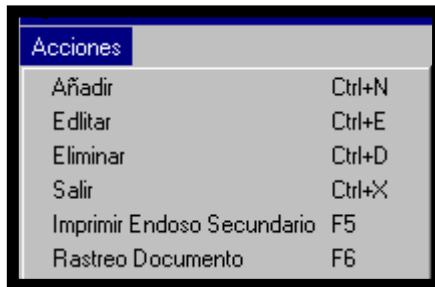 Acciones
Añadir Ctrl+N
Edlitar Ctrl+E
Eliminar Ctrl+D
Salir Ctrl+X
Imprimir Endoso Secundario F5
Rastreo Documento F6